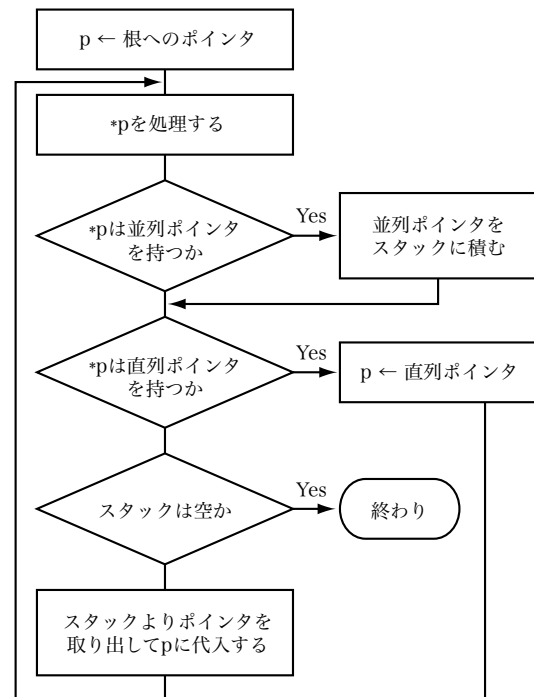 p ← 根へのポインタ
*pを処理する
*pは並列ポインタ
を持つか
Yes
並列ポインタを
スタックに積む
*pは直列ポインタ
を持つか
Yes
p ← 直列ポインタ
スタックは空か
Yes
終わり
スタックよりポインタを
取り出してpに代入する